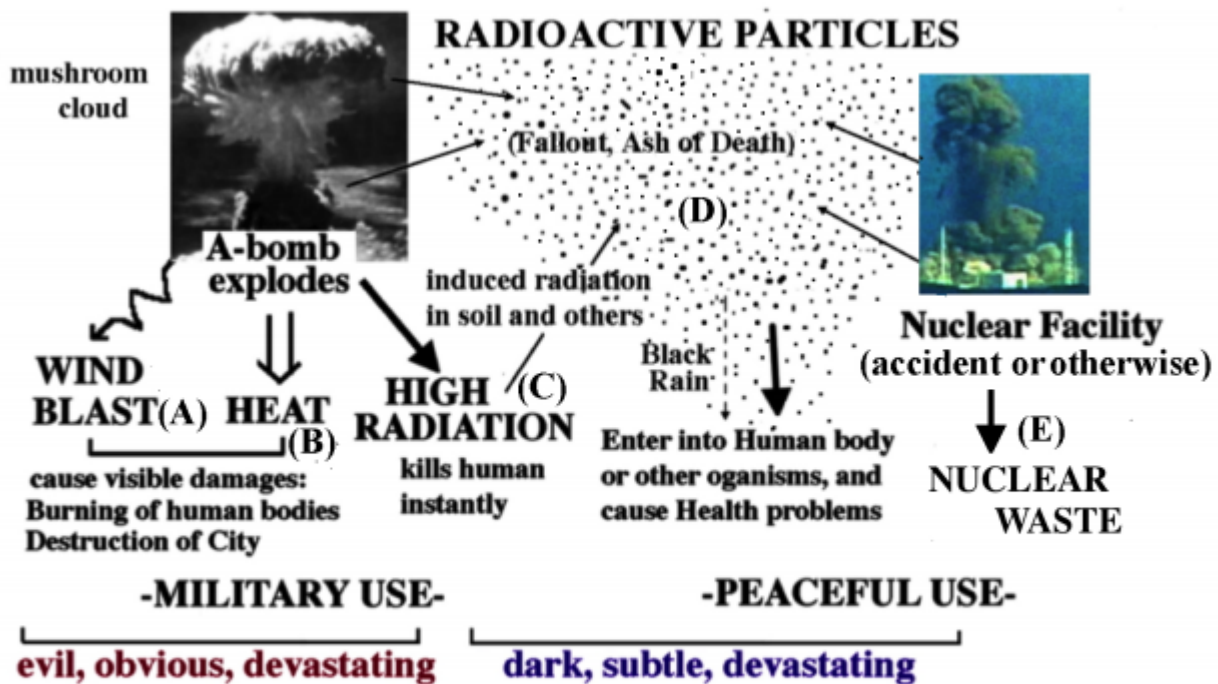 RADIOACTIVE PARTICLES
mushroom
cloud
(Fallout, Ash of Death)
(D)
A-bomb
explodes
induced radiation
in soil and others
Nuclear Facility
(accident or otherwise)
WIND
BLAST(A)
HEAT
(B)
HIGH (C)
RADIATION
Black
Rain
(E)
cause visible damages:
Burning of human bodies
Destruction of City
kills human
instantly
Enter into Human body
or other oganisms, and
cause Health problems
NUCLEAR
WASTE
-MILITARY USE-
-PEACEFUL USE-
evil, obvious, devastating
dark, subtle, devastating